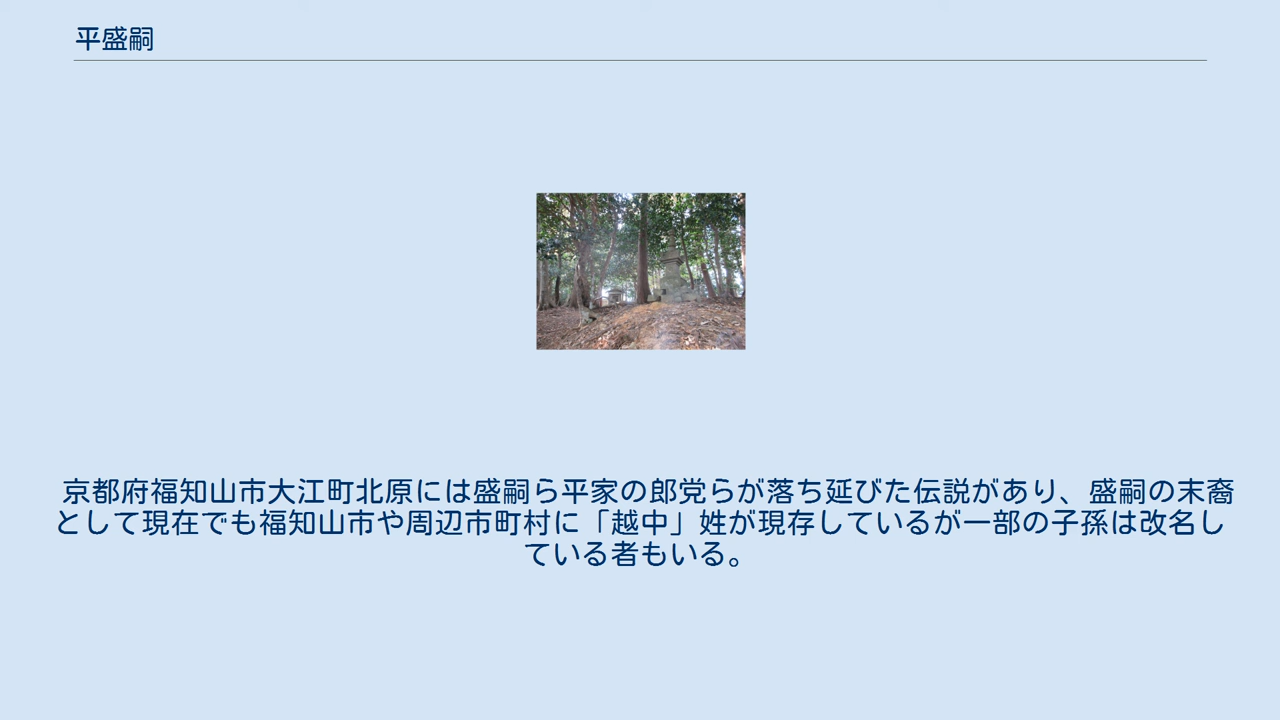 平盛嗣
京都府福知山市大江町北原には盛嗣ら平家の郎党らが落ち延びた伝説があり、盛嗣の末裔
として現在でも福知山市や周辺市町村に「越中」姓が現存しているが一部の子孫は改名し
ている者もいる。